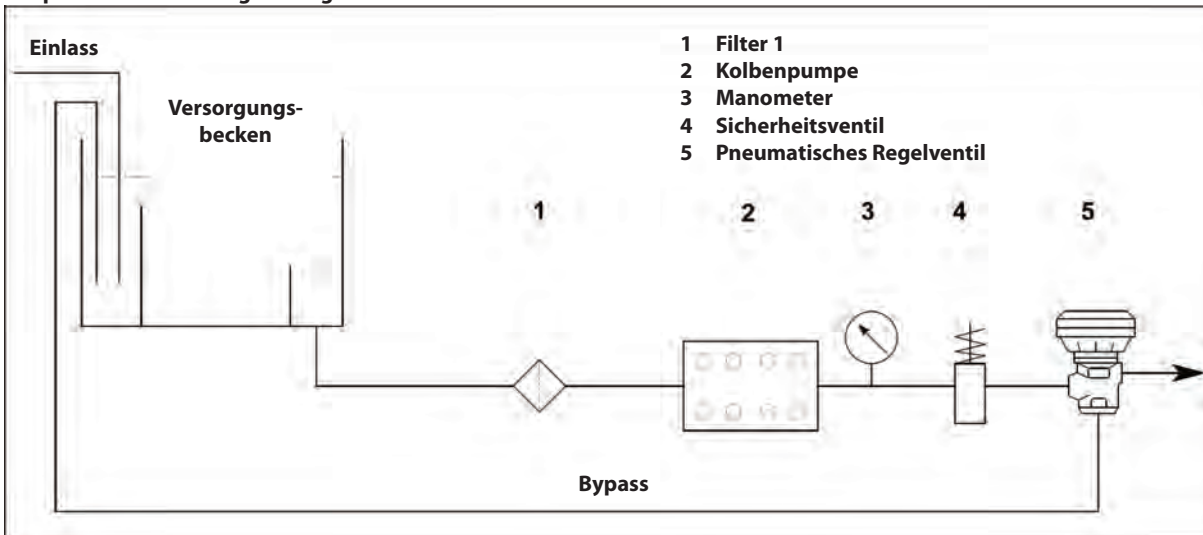 Einlass
Versorgungs-
becken
1 Filter 1
2 Kolbenpumpe
3 Manometer
4 Sicherheitsventil
5 Pneumatisches Regelventil
1 2 3 4 5
Bypass